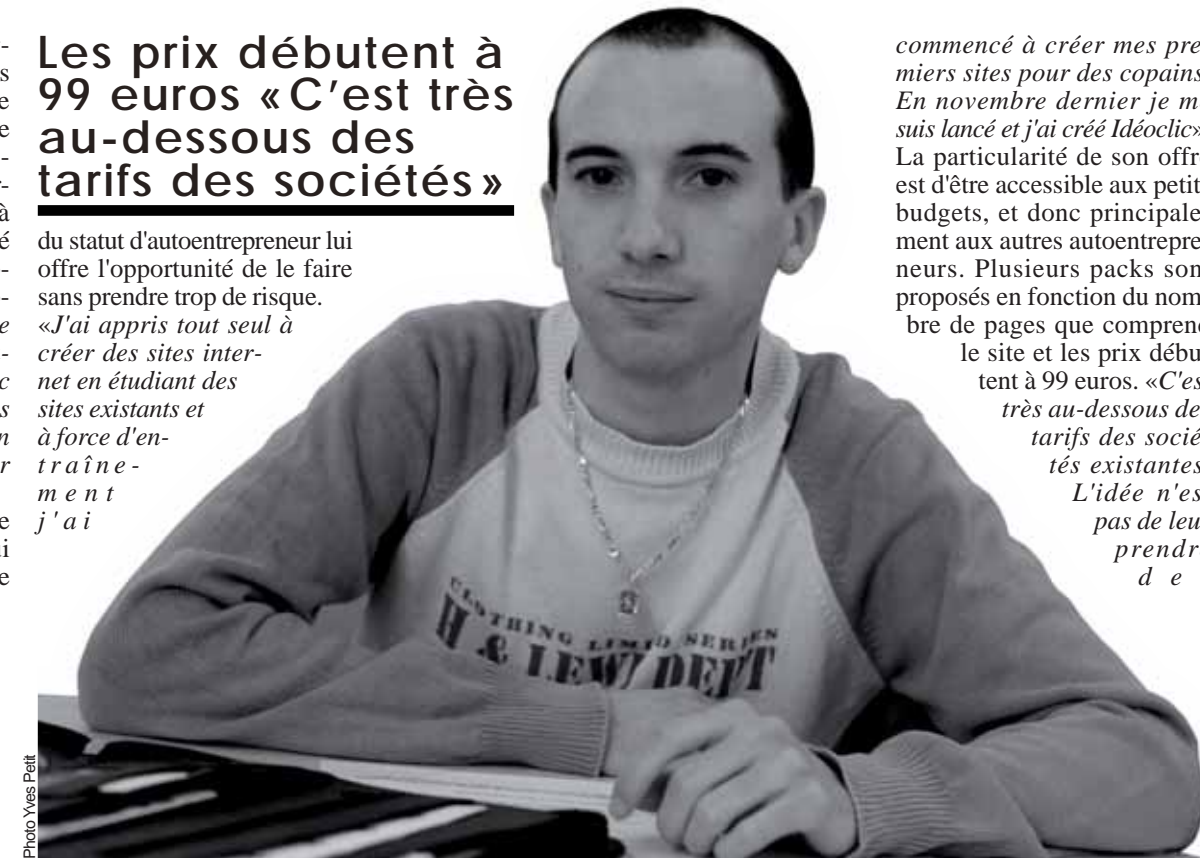 Les prix débutent à
99 euros «C'est très
au-dessous des
tarifs des sociétés»
du statut d'autoentrepreneur lui
offre l'opportunité de le faire
sans prendre trop de risque.
«J'ai appris tout seul à
créer des sites inter-
net en étudiant des
sites existants et
à force d'en-
traîne-
ment
j'ai
commencé à créer mes pre
miers sites pour des copains
En novembre dernier je m
suis lancé et j'ai créé Idéoclic»
La particularité de son offr
est d'être accessible aux petit
budgets, et donc principale
ment aux autres autoentrepre
neurs. Plusieurs packs son
proposés en fonction du nom
bre de pages que comprend
le site et les prix débu
tent à 99 euros. «C'es
très au-dessous de
tarifs des socié
tés existantes
L'idée n'es
pas de leu
prendr
de
CLOTHING LIMID SERIES
H & LEW/ DEPT
Photo Yves Petit